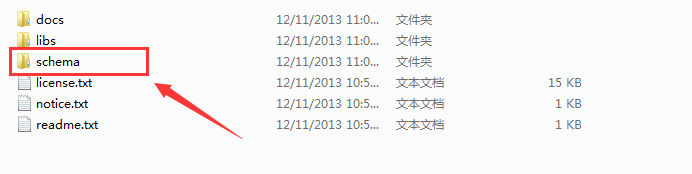 docs 12/11/2013 11:0... 文件夹
libs 12/11/2013 11:0... 文件夹
schema 12/11/2013 11:0... 文件夹
license.txt 12/11/2013 10:5... 文本文档 15 KB
notice.txt 12/11/2013 10:5... 文本文档 1 KB
readme.txt 12/11/2013 10:5... 文本文档 1 KB